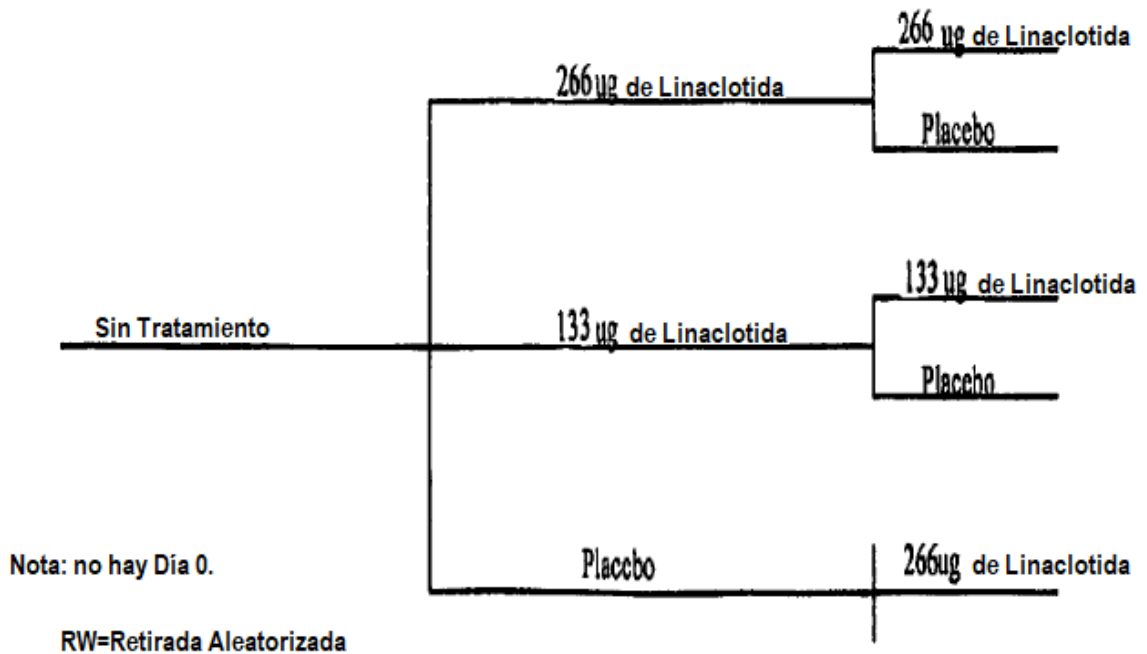 266 ug de Linaclotida
266 ug de Linaclotida
Placebo
133 ug de Linaclotida
Sin Tratamiento
133 ug de Linaclotida
Placebo
Nota: no hay Día 0.
Placebo
266ug de Linaclotida
RW=Retirada Aleatorizada